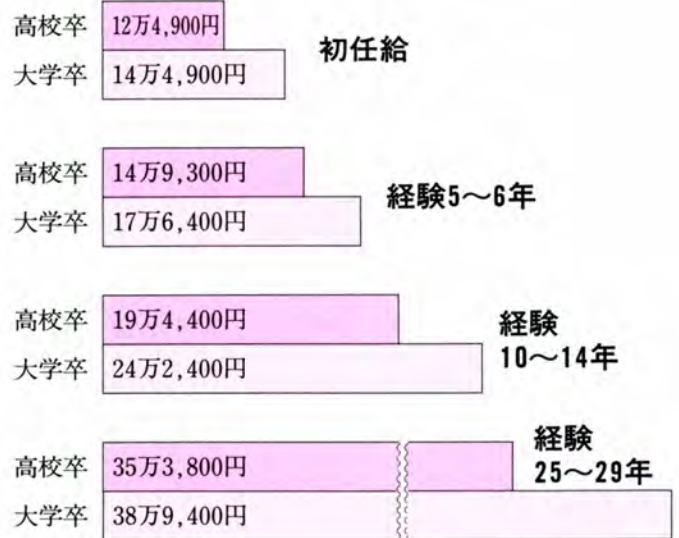 高校卒 12万4,900円
大学卒 14万4,900円
初任給
高校卒 14万9,300円
大学卒 17万6,400円
経験5〜6年
高校卒 19万4,400円
大学卒 24万2,400円
経験
10〜14年
高校卒 35万3,800円
大学卒 38万9,400円
経験
25〜29年